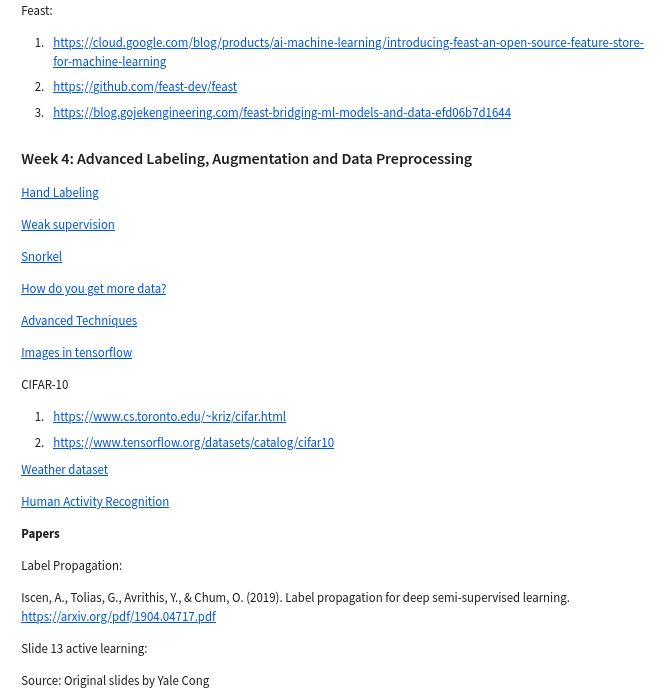 Feast:
1. https://cloud.google.com/blog/products/ai-machine-learning/introducing-feast-an-open-source-feature-store-
for-machine-learning
2. https://github.com/feast-dev/feast
3. https://blog.gojekengineering.com/feast-bridging-ml-models-and-data-efd06b7d1644
Week 4: Advanced Labeling, Augmentation and Data Preprocessing
Hand Labeling
Weak supervision
Snorkel
How do you get more data?
Advanced Techniques
Images in tensorflow
CIFAR-10
1. https://www.cs.toronto.edu/~kriz/cifar.html
2. https://www.tensorflow.org/datasets/catalog/cifar10
Weather dataset
Human Activity Recognition
Papers
Label Propagation:
Iscen, A., Tolias, G., Avrithis, Y., & Chum, O. (2019). Label propagation for deep semi-supervised learning.
https://arxiv.org/pdf/1904.04717.pdf
Slide 13 active learning:
Source: Original slides by Yale Cong